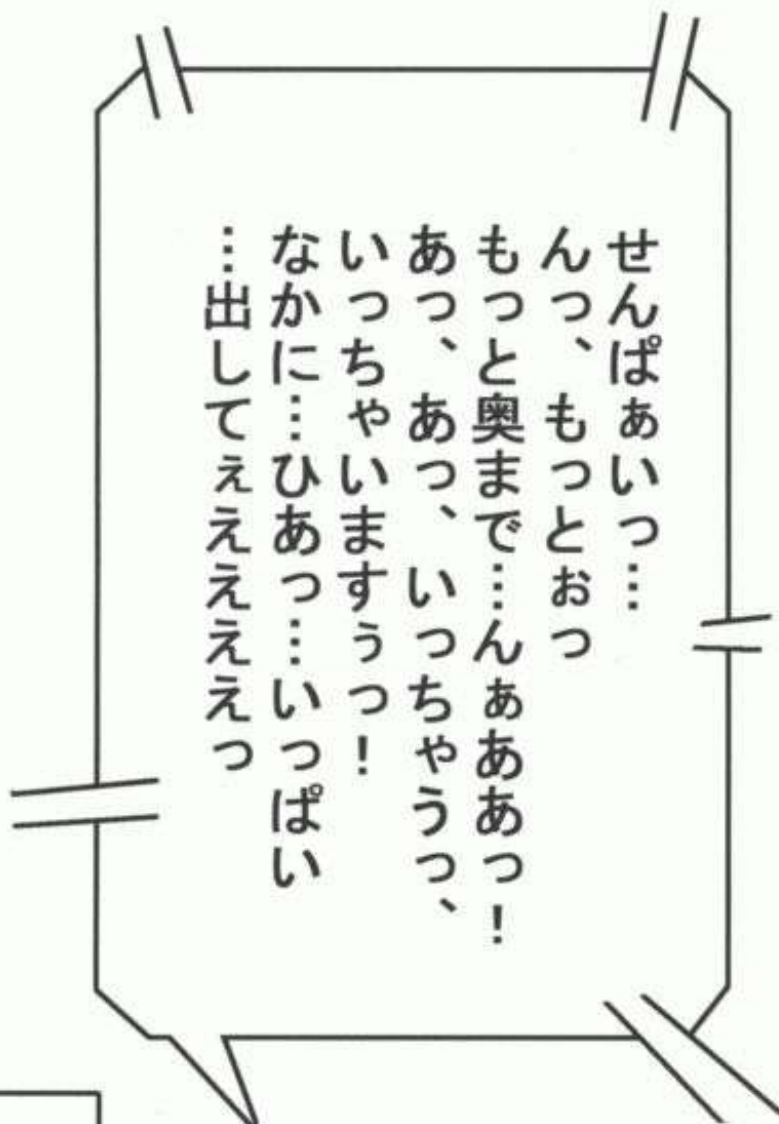 せんぱぁいっ…
んっ、もっとぉっ
もっと奥まで…んぁああっ！
あっ、あっ、いっちゃうっ、
いっちゃいますぅっ！
なかに…ひあっ…いっぱい
…出してぇええええっ